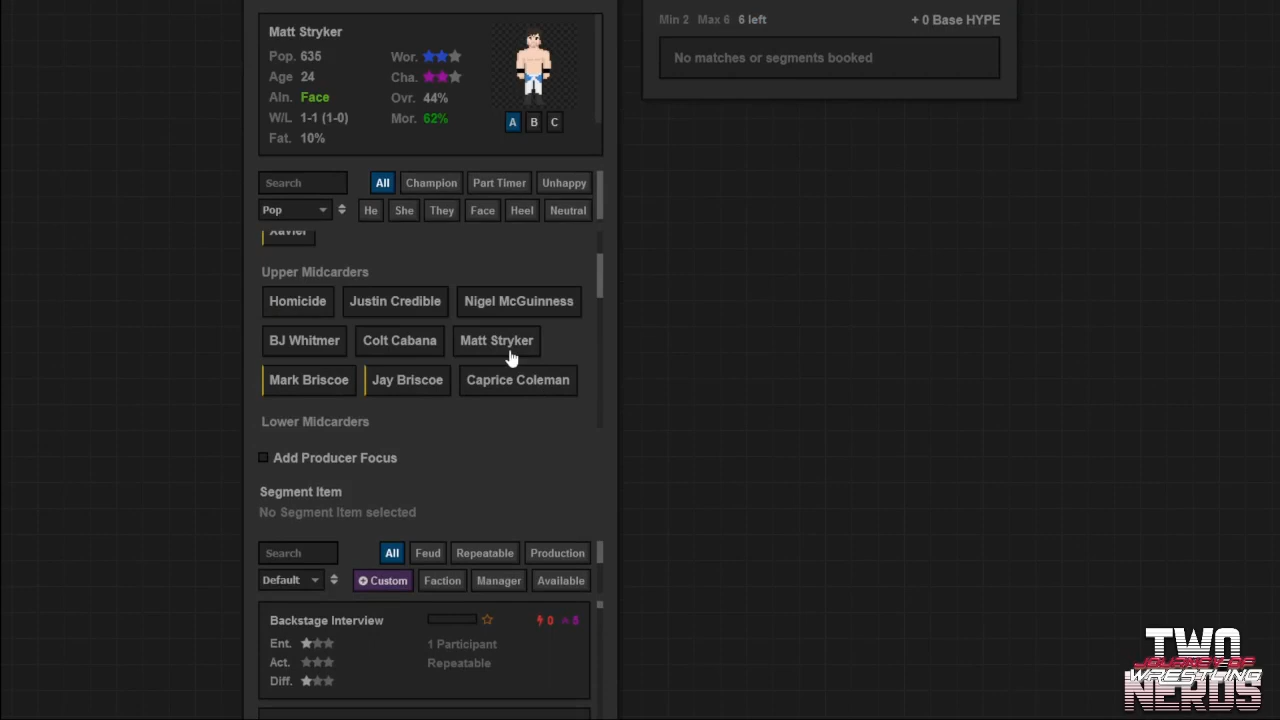 Matt Stryker
Pop. 635
Wor.
Age 24
Cha.
Aln. Face
Ovr. 44%
W/L 1-1 (1-0)
Mor. 62%
Fat. 10%
A B C
Search
All Champion Part Timer Unhappy
Pop
He She They Face Heel Neutral
Xavier
Upper Midcarders
Homicide Justin Credible Nigel McGuinness
BJ Whitmer Colt Cabana Matt Stryker
Mark Briscoe Jay Briscoe Caprice Coleman
Lower Midcarders
Add Producer Focus
Segment Item
No Segment Item selected
Search
All Feud Repeatable Production
Default
Custom Faction Manager Available
Backstage Interview
0 5
Ent.
1 Participant
Act.
Repeatable
Diff.
Min 2 Max 6 6 left
+ 0 Base HYPE
No matches or segments booked
TWO
JOURNEY OF
WRESTLING
NERDS